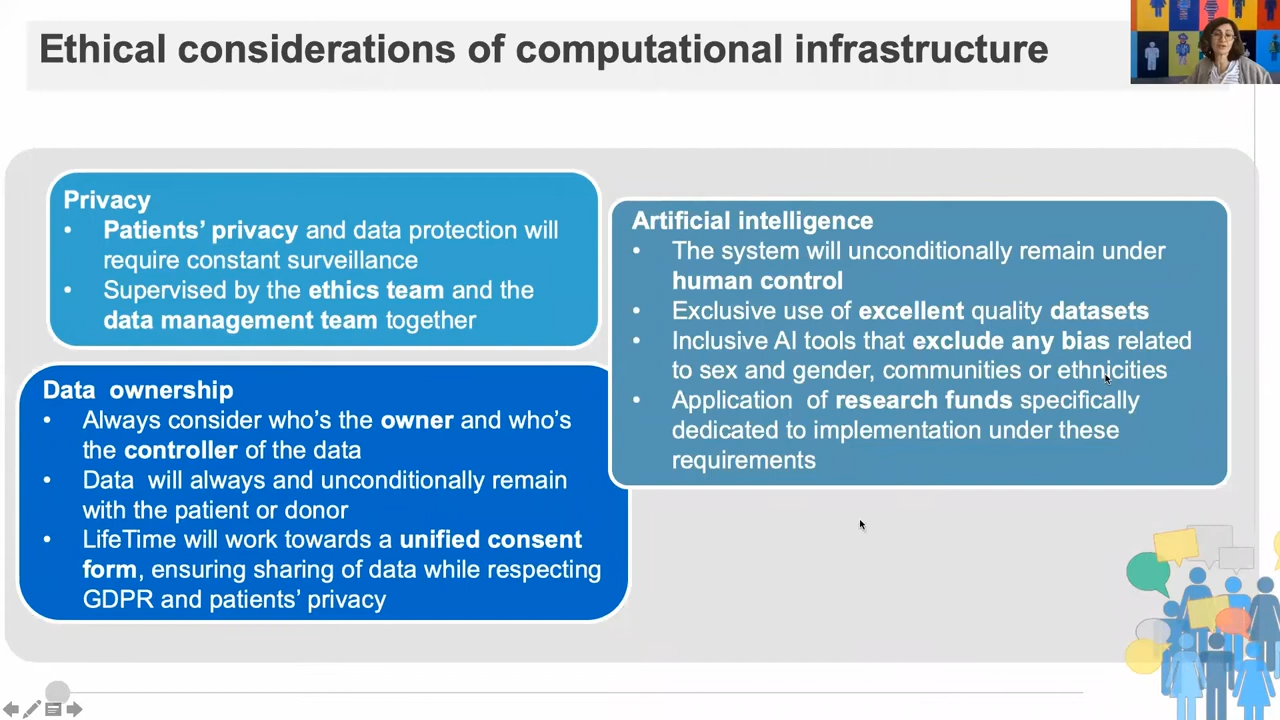 Ethical considerations of computational infrastructure
Privacy
• Patients’ privacy and data protection will
require constant surveillance
• Supervised by the ethics team and the
data management team together
Data ownership
• Always consider who’s the owner and who’s
the controller of the data
• Data will always and unconditionally remain
with the patient or donor
• LifeTime will work towards a unified consent
form, ensuring sharing of data while respecting
GDPR and patients’ privacy
Artificial intelligence
• The system will unconditionally remain under
human control
• Exclusive use of excellent quality datasets
• Inclusive AI tools that exclude any bias related
to sex and gender, communities or ethnicities
• Application of research funds specifically
dedicated to implementation under these
requirements